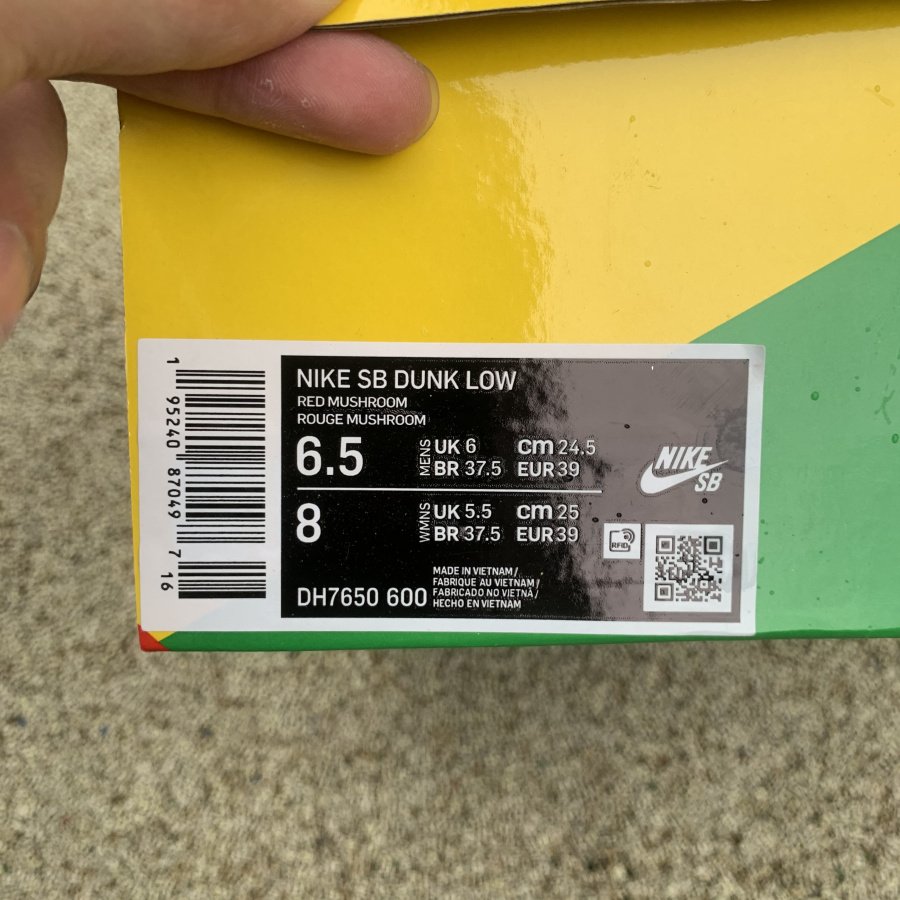 NIKE SB DUNK LOW
RED MUSHROOM
ROUGE MUSHROOM
6.5 MENS UK 6 cm 24.5
BR 37.5 EUR 39
8 WMNS UK 5.5 cm 25
BR 37.5 EUR 39
DH7650 600
MADE IN VIETNAM /
FABRIQUE AU VIETNAM /
FABRICADO NO VIETNÃ /
HECHO EN VIETNAM
NIKE
SB
RFID
1 95240 87049 7 16